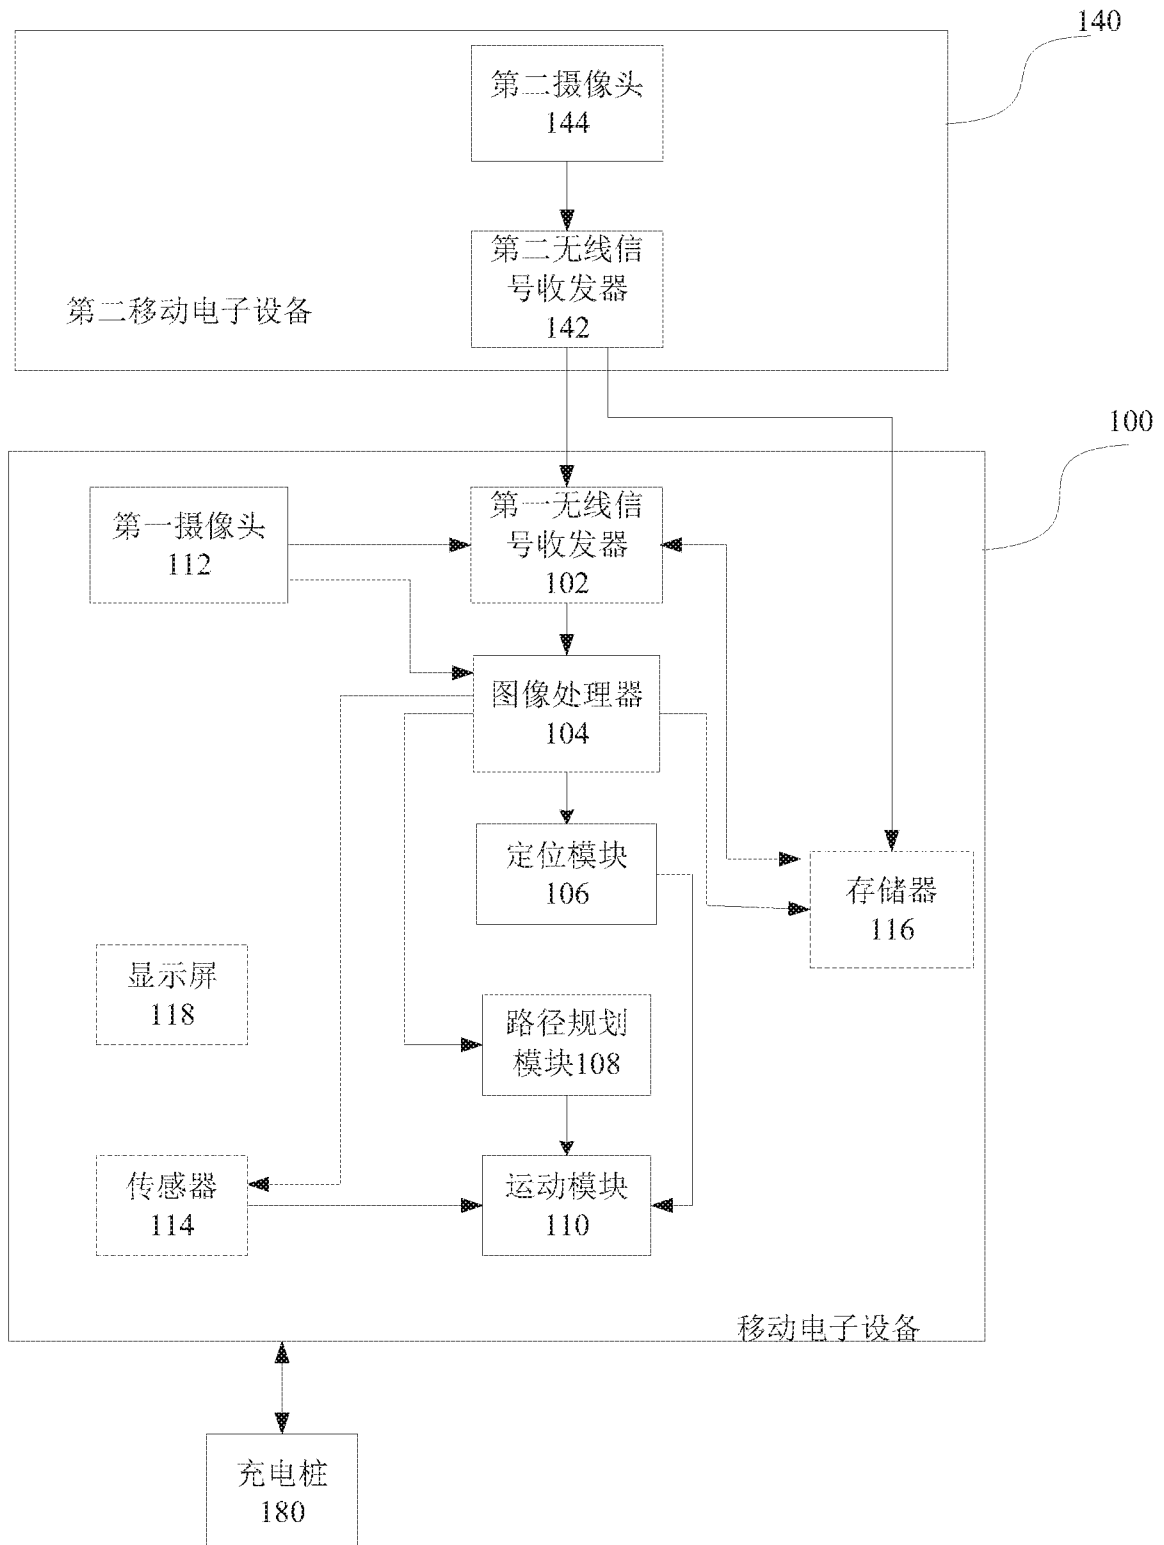 140
第二摄像头
144
第二无线信
号收发器
142
第二移动电子设备
100
第一摄像头
112
第一无线信
号收发器
102
图像处理器
104
定位模块
106
存储器
116
显示屏
118
路径规划
模块108
传感器
114
运动模块
110
移动电子设备
充电桩
180